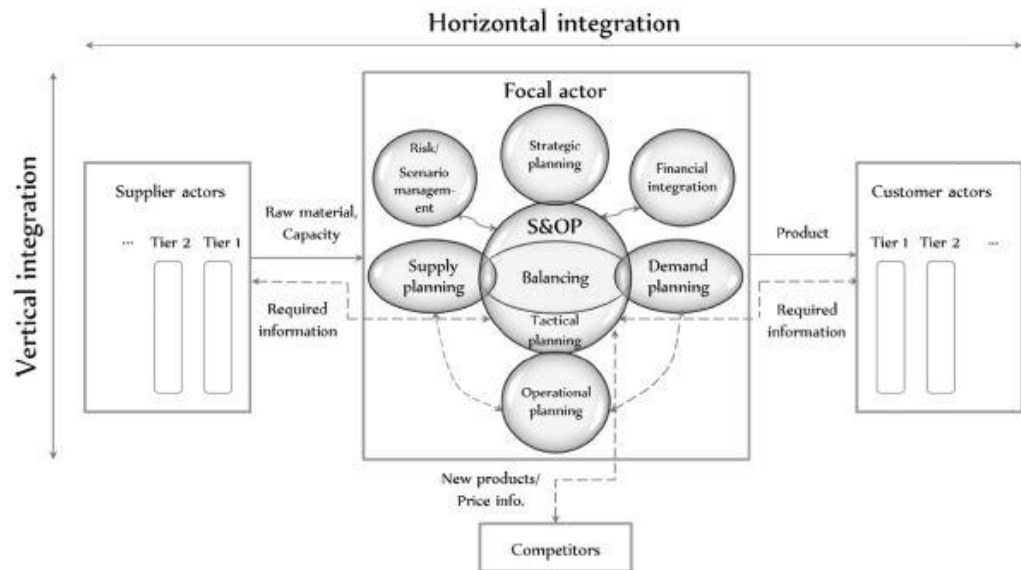 Horizontal integration
Vertical integration
Focal actor
Strategic
planning
Risk/
Scenario
managem-
ent
Financial
integration
Supplier actors
... Tier 2 Tier 1
Raw material,
Capacity
Required
information
S&OP
Supply
planning
Balancing
Demand
planning
Tactical planning
Operational
planning
Product
Required
information
Customer actors
Tier 1 Tier 2 ...
New products/
Price info.
Competitors